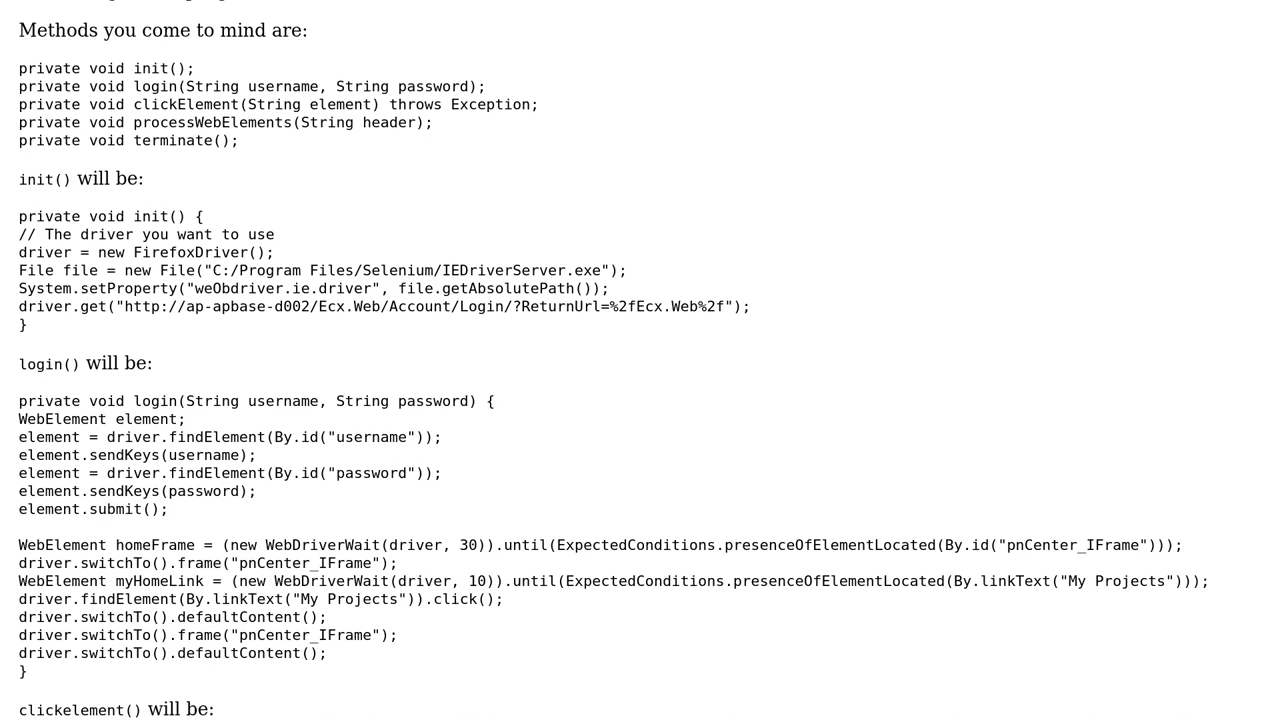 Methods you come to mind are:
private void init();
private void login(String username, String password);
private void clickElement(String element) throws Exception;
private void processWebElements(String header);
private void terminate();
init() will be:
private void init() {
// The driver you want to use
driver = new FirefoxDriver();
File file = new File("C:/Program Files/Selenium/IEDriverServer.exe");
System.setProperty("weObdriver.ie.driver", file.getAbsolutePath());
driver.get("http://ap-apbase-d002/Ecx.Web/Account/Login/?ReturnUrl=%2fEcx.Web%2f");
}
login() will be:
private void login(String username, String password) {
WebElement element;
element = driver.findElement(By.id("username"));
element.sendKeys(username);
element = driver.findElement(By.id("password"));
element.sendKeys(password);
element.submit();
WebElement homeFrame = (new WebDriverWait(driver, 30)).until(ExpectedConditions.presenceOfElementLocated(By.id("pnCenter_IFrame")));
driver.switchTo().frame("pnCenter_IFrame");
WebElement myHomeLink = (new WebDriverWait(driver, 10)).until(ExpectedConditions.presenceOfElementLocated(By.linkText("My Projects")));
driver.findElement(By.linkText("My Projects")).click();
driver.switchTo().defaultContent();
driver.switchTo().frame("pnCenter_IFrame");
driver.switchTo().defaultContent();
}
clickelement() will be: